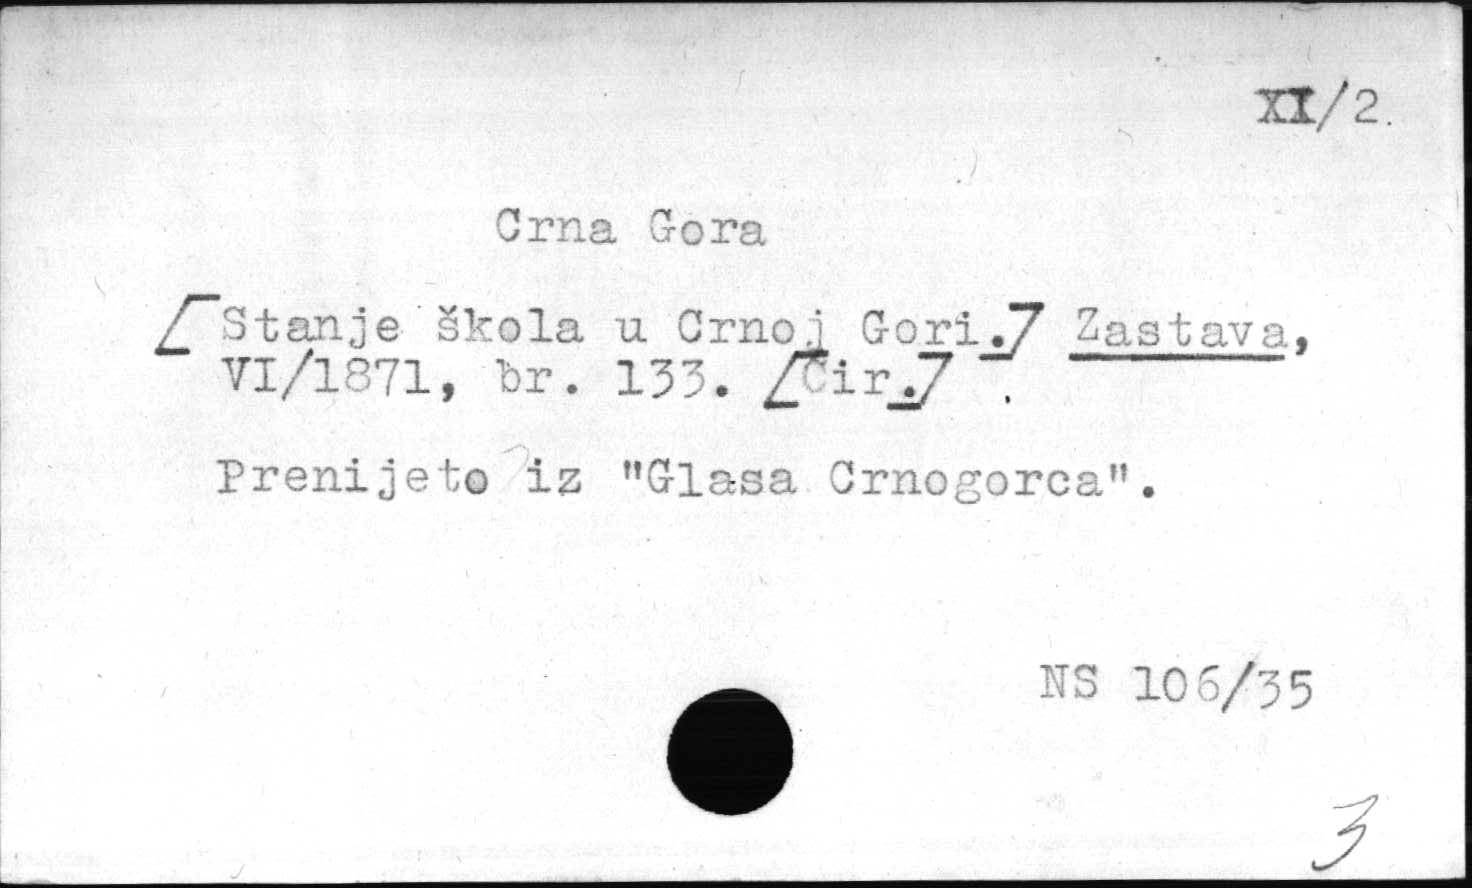 XI/2.
Crna Gora
[Stanje škola u Crnoj Gori.] Zastava,
VI/1871, br. 133. [Ćir.]
Prenijeto iz "Glasa Crnogorca".
NS 106/35
3